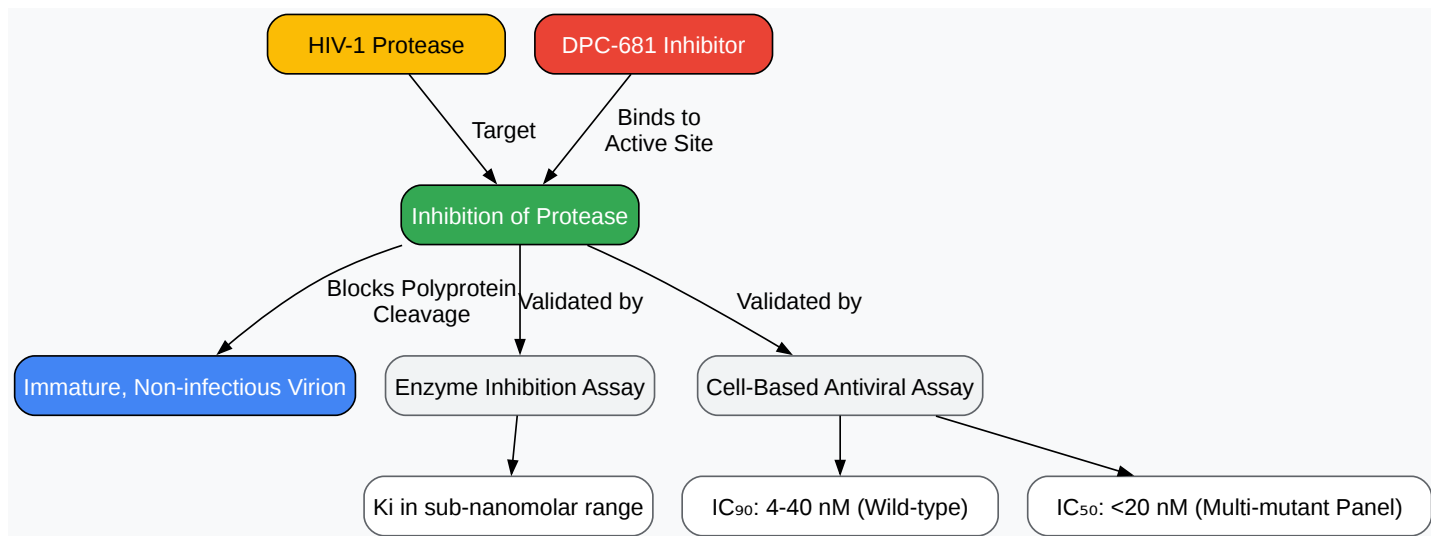 HIV-1 Protease
DPC-681 Inhibitor
Target
Binds to
Active Site
Inhibition of Protease
Blocks Polyprotein
Cleavage
Validated by
Validated by
Immature, Non-infectious Virion
Enzyme Inhibition Assay
Cell-Based Antiviral Assay
Ki in sub-nanomolar range
IC₉₀: 4-40 nM (Wild-type)
IC₅₀: <20 nM (Multi-mutant Panel)